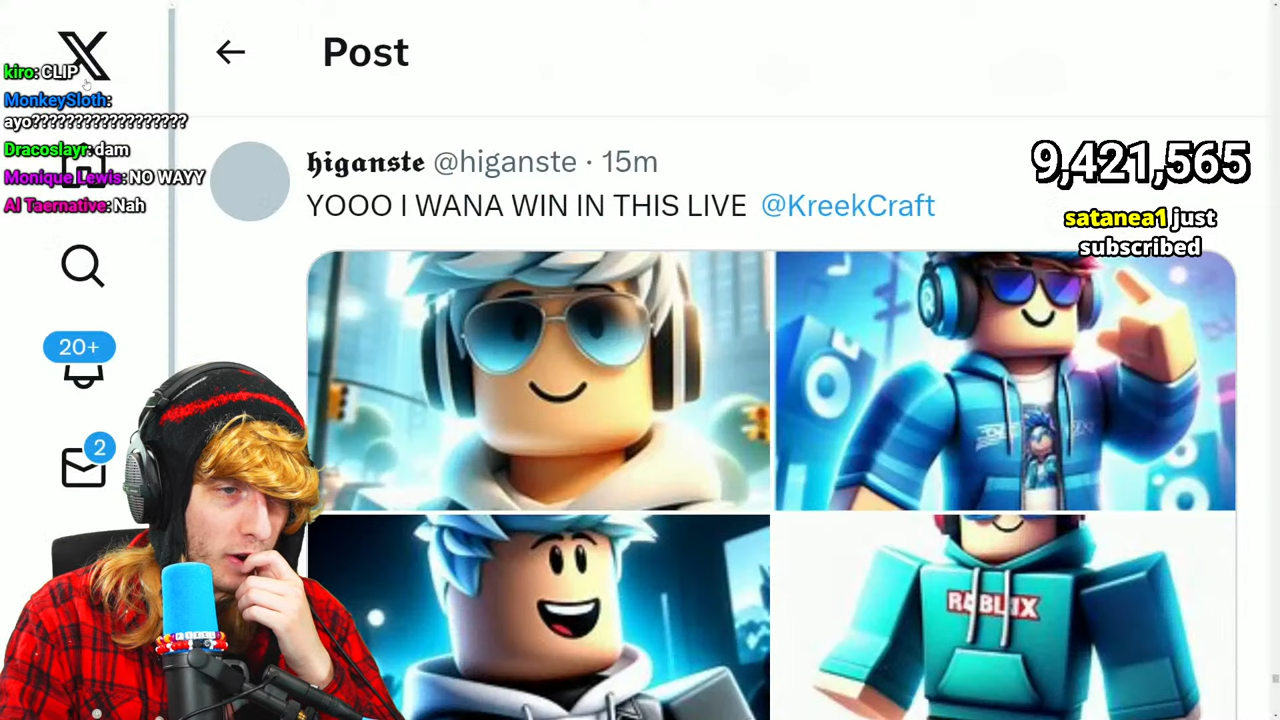 Post
kiro: CLIP
MonkeySloth:
ayo?????????????????
Dracoslayr: dam
Monique Lewis: NO WAYY
AI Taernative: Nah
20+
2
higanste @higanste · 15m
YOOO I WANA WIN IN THIS LIVE @KreekCraft
9,421,565
satanea1 just
subscribed
ROBLOX